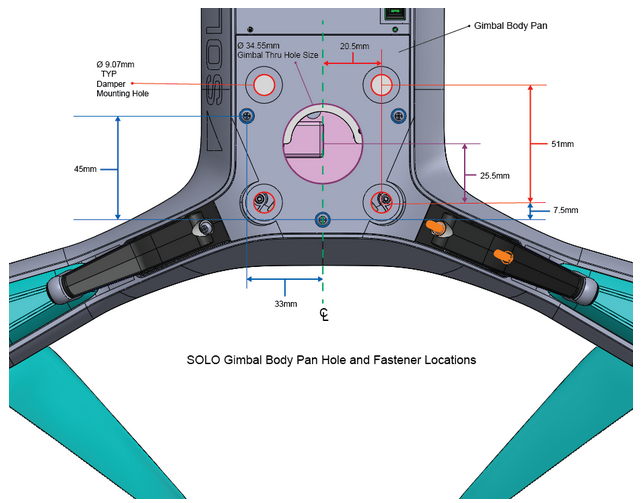 SOLO
Gimbal Body Pan
Ø 34.55mm
Gimbal Thru Hole Size
20.5mm
Ø 9.07mm
TYP
Damper
Mounting Hole
45mm
51mm
25.5mm
7.5mm
33mm
℄
SOLO Gimbal Body Pan Hole and Fastener Locations